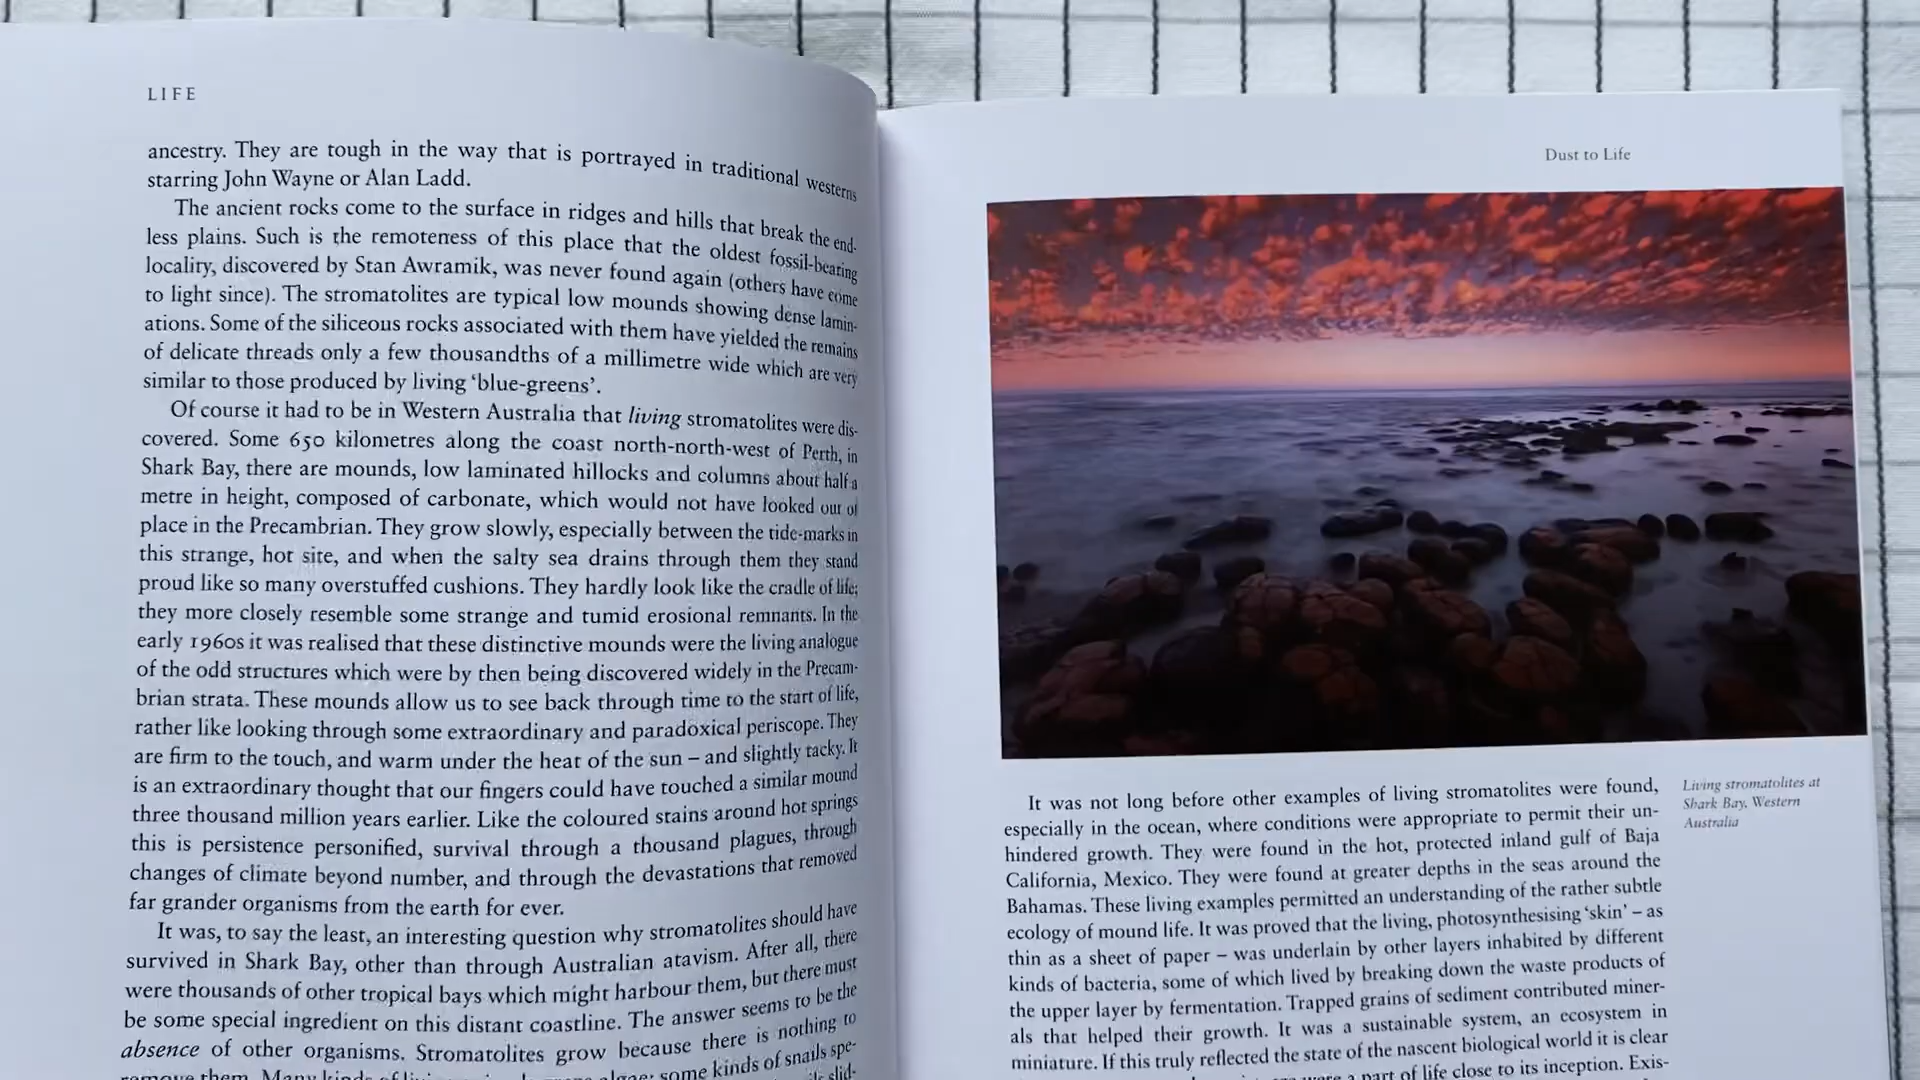 LIFE
ancestry. They are tough in the way that is portrayed in traditional westerns
starring John Wayne or Alan Ladd.
The ancient rocks come to the surface in ridges and hills that break the end-
less plains. Such is the remoteness of this place that the oldest fossil-bearing
locality, discovered by Stan Awramik, was never found again (others have come
to light since). The stromatolites are typical low mounds showing dense lamin-
ations. Some of the siliceous rocks associated with them have yielded the remains
of delicate threads only a few thousandths of a millimetre wide which are very
similar to those produced by living ‘blue-greens’.
Of course it had to be in Western Australia that living stromatolites were dis-
covered. Some 650 kilometres along the coast north-north-west of Perth, in
Shark Bay, there are mounds, low laminated hillocks and columns about half a
metre in height, composed of carbonate, which would not have looked out of
place in the Precambrian. They grow slowly, especially between the tide-marks in
this strange, hot site, and when the salty sea drains through them they stand
proud like so many overstuffed cushions. They hardly look like the cradle of life;
they more closely resemble some strange and tumid erosional remnants. In the
early 1960s it was realised that these distinctive mounds were the living analogue
of the odd structures which were by then being discovered widely in the Precam-
brian strata. These mounds allow us to see back through time to the start of life,
rather like looking through some extraordinary and paradoxical periscope. They
are firm to the touch, and warm under the heat of the sun – and slightly tacky. It
is an extraordinary thought that our fingers could have touched a similar mound
three thousand million years earlier. Like the coloured stains around hot springs
this is persistence personified, survival through a thousand plagues, through
changes of climate beyond number, and through the devastations that removed
far grander organisms from the earth for ever.
It was, to say the least, an interesting question why stromatolites should have
survived in Shark Bay, other than through Australian atavism. After all, there
were thousands of other tropical bays which might harbour them, but there must
be some special ingredient on this distant coastline. The answer seems to be the
absence of other organisms. Stromatolites grow because there is nothing to
remove them. Many kinds of algae; some kinds of snails spe-
Dust to Life
It was not long before other examples of living stromatolites were found,
especially in the ocean, where conditions were appropriate to permit their un-
hindered growth. They were found in the hot, protected inland gulf of Baja
California, Mexico. They were found at greater depths in the seas around the
Bahamas. These living examples permitted an understanding of the rather subtle
ecology of mound life. It was proved that the living, photosynthesising ‘skin’ – as
thin as a sheet of paper – was underlain by other layers inhabited by different
kinds of bacteria, some of which lived by breaking down the waste products of
the upper layer by fermentation. Trapped grains of sediment contributed miner-
als that helped their growth. It was a sustainable system, an ecosystem in
miniature. If this truly reflected the state of the nascent biological world it is clear
a part of life close to its inception. Exis-
Living stromatolites at
Shark Bay, Western
Australia